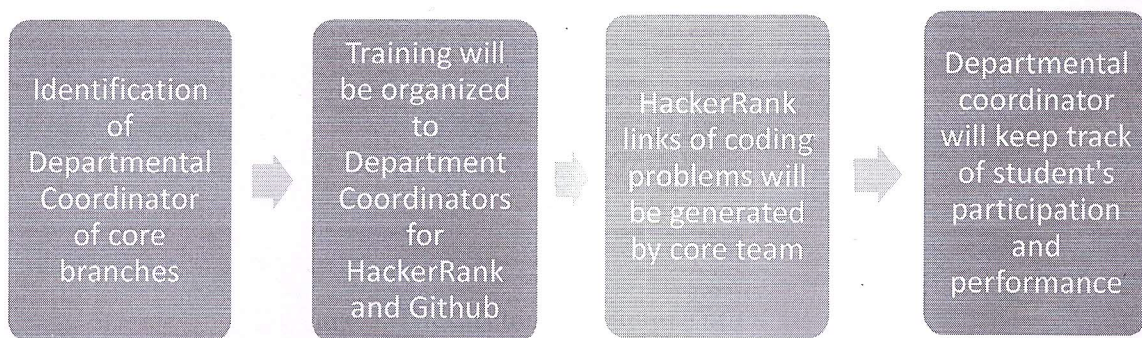 Identification
of
Departmental
Coordinator
of core
branches
Training will
be organized
to
Department
Coordinators
for
HackerRank
and Github
HackerRank
links of coding
problems will
be generated
by core team
Departmental
coordinator
will keep track
of student's
participation
and
performance